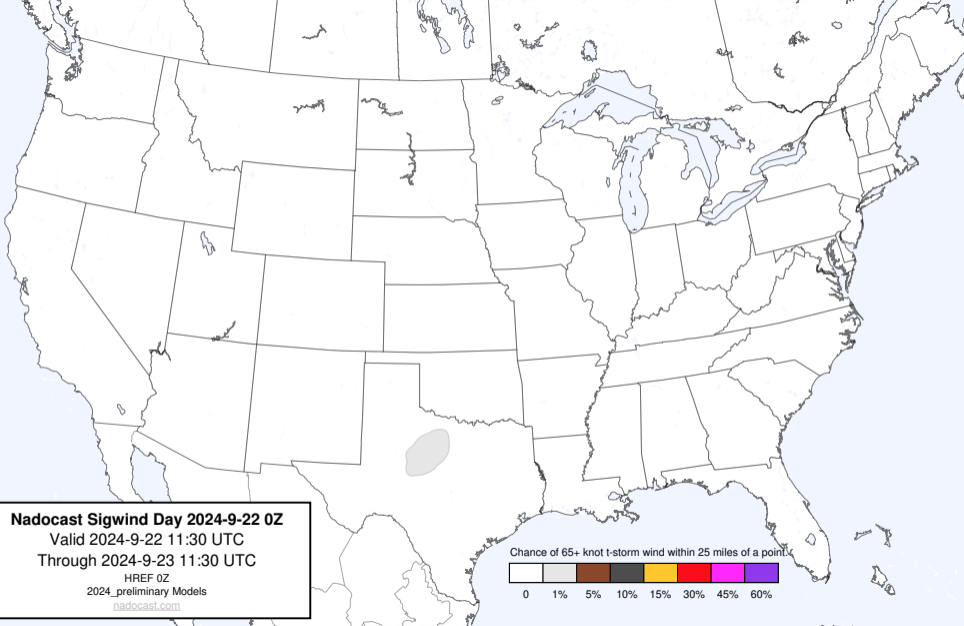 Nadocast Sigwind Day 2024-9-22 0Z
Valid 2024-9-22 11:30 UTC
Through 2024-9-23 11:30 UTC
HREF 0Z
2024_preliminary Models
nadocast.com
Chance of 65+ knot t-storm wind within 25 miles of a point.
0 1% 5% 10% 15% 30% 45% 60%